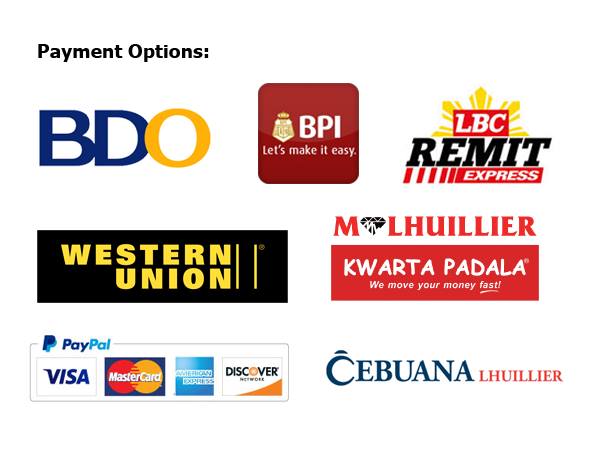 Payment Options:
BDO
BPI
Let's make it easy.
LBC
REMIT
EXPRESS
WESTERN
UNION ®
M LHUILLIER
KWARTA PADALA®
We move your money fast!
PayPal
VISA MasterCard AMERICAN EXPRESS DISCOVER NETWORK
CEBUANA LHUILLIER